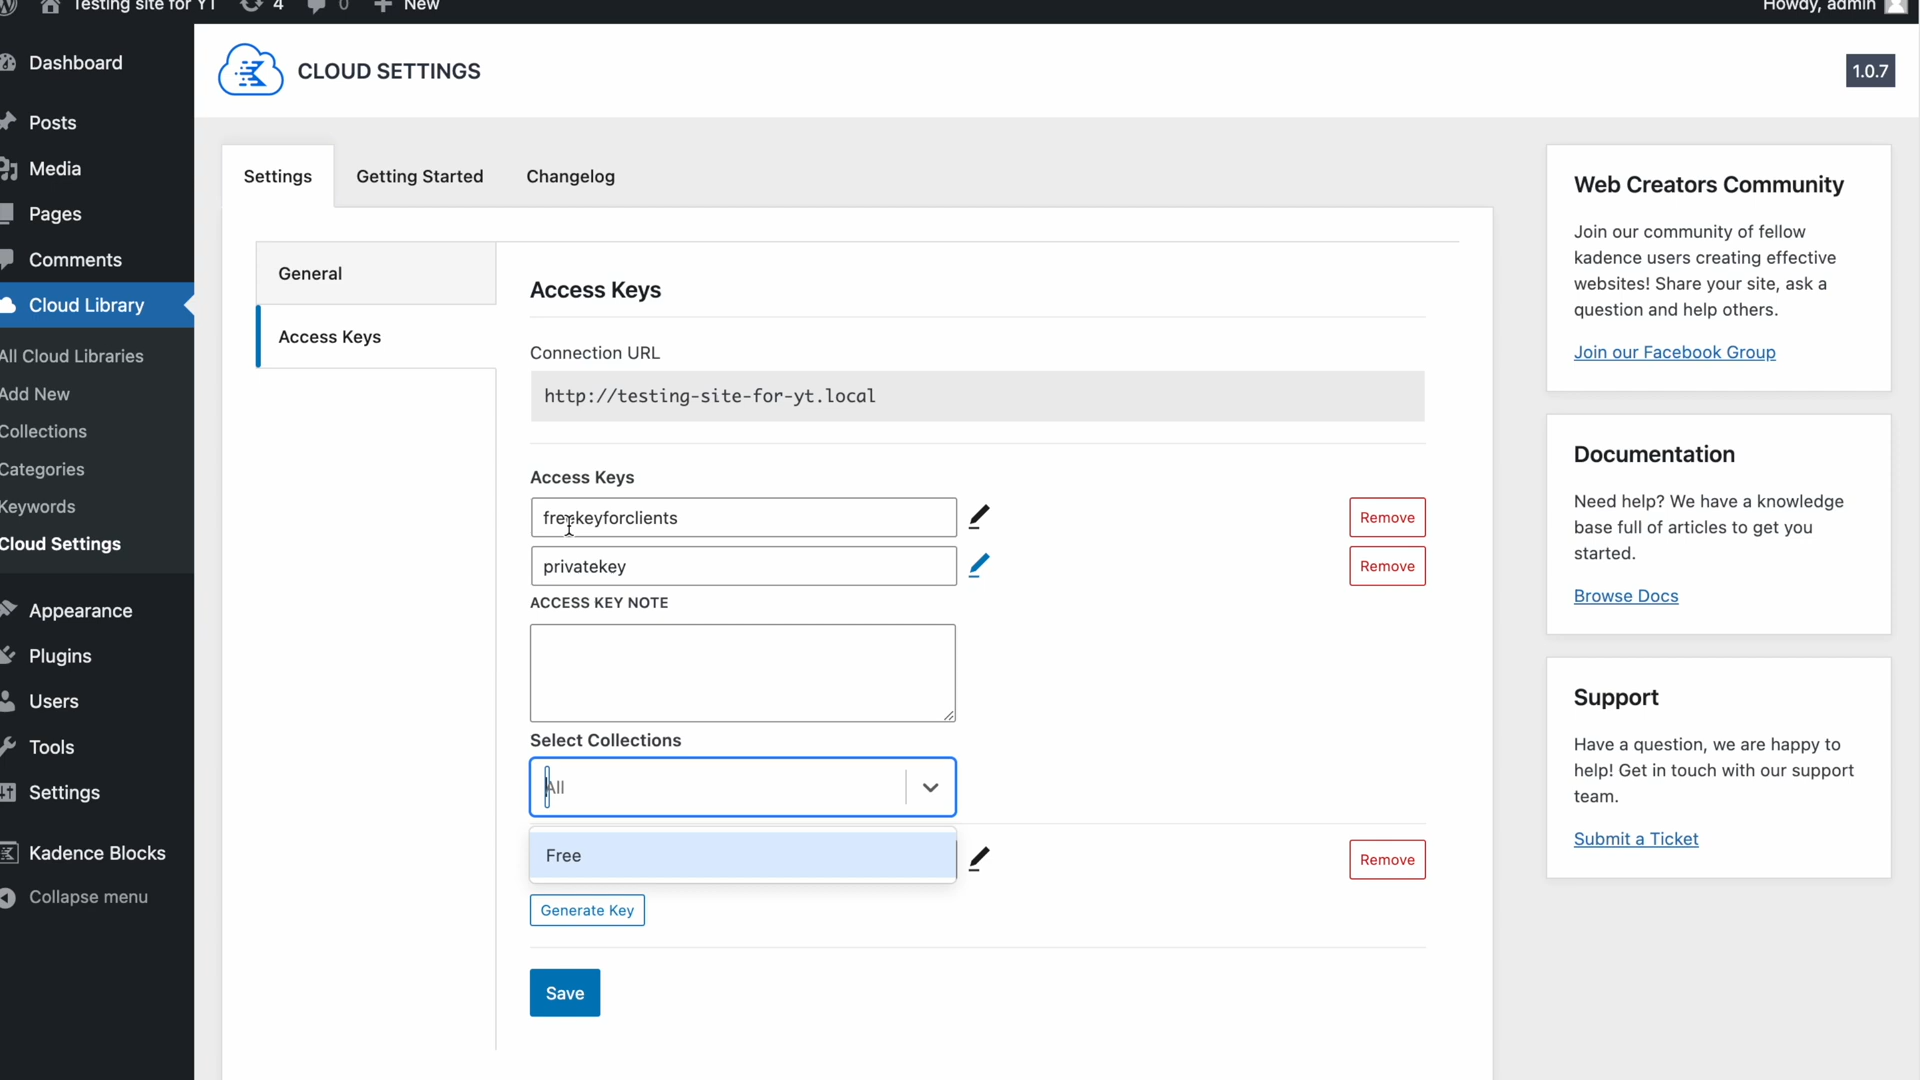 Testing site for YT
4
0
New
Howdy, admin
Dashboard
Posts
Media
Pages
Comments
Cloud Library
All Cloud Libraries
Add New
Collections
Categories
Keywords
Cloud Settings
Appearance
Plugins
Users
Tools
Settings
Kadence Blocks
Collapse menu
CLOUD SETTINGS
1.0.7
Settings
Getting Started
Changelog
General
Access Keys
Access Keys
Connection URL
http://testing-site-for-yt.local
Access Keys
freekeyforclients
Remove
privatekey
Remove
ACCESS KEY NOTE
Select Collections
All
Free
Remove
Generate Key
Save
Web Creators Community
Join our community of fellow
kadence users creating effective
websites! Share your site, ask a
question and help others.
Join our Facebook Group
Documentation
Need help? We have a knowledge
base full of articles to get you
started.
Browse Docs
Support
Have a question, we are happy to
help! Get in touch with our support
team.
Submit a Ticket